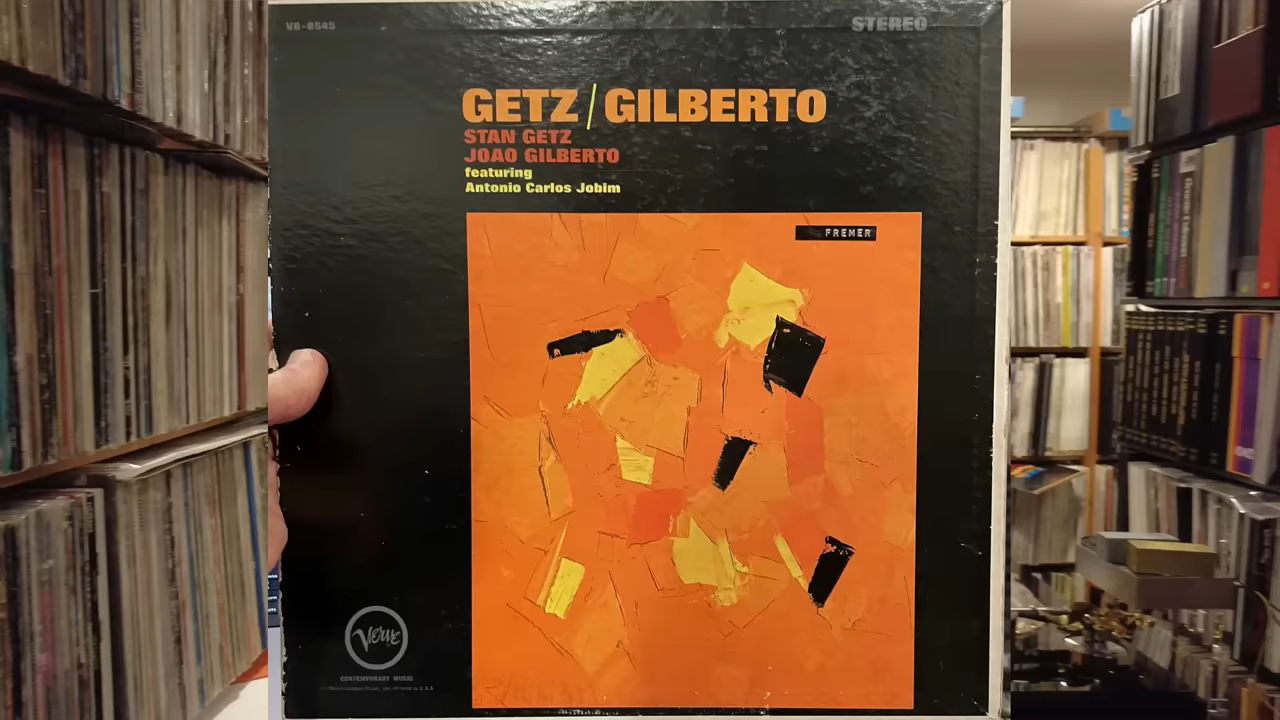 V6-8545
STEREO
GETZ/GILBERTO
STAN GETZ
JOAO GILBERTO
featuring
Antonio Carlos Jobim
FREMER
Verve
CONTEMPORARY MUSIC